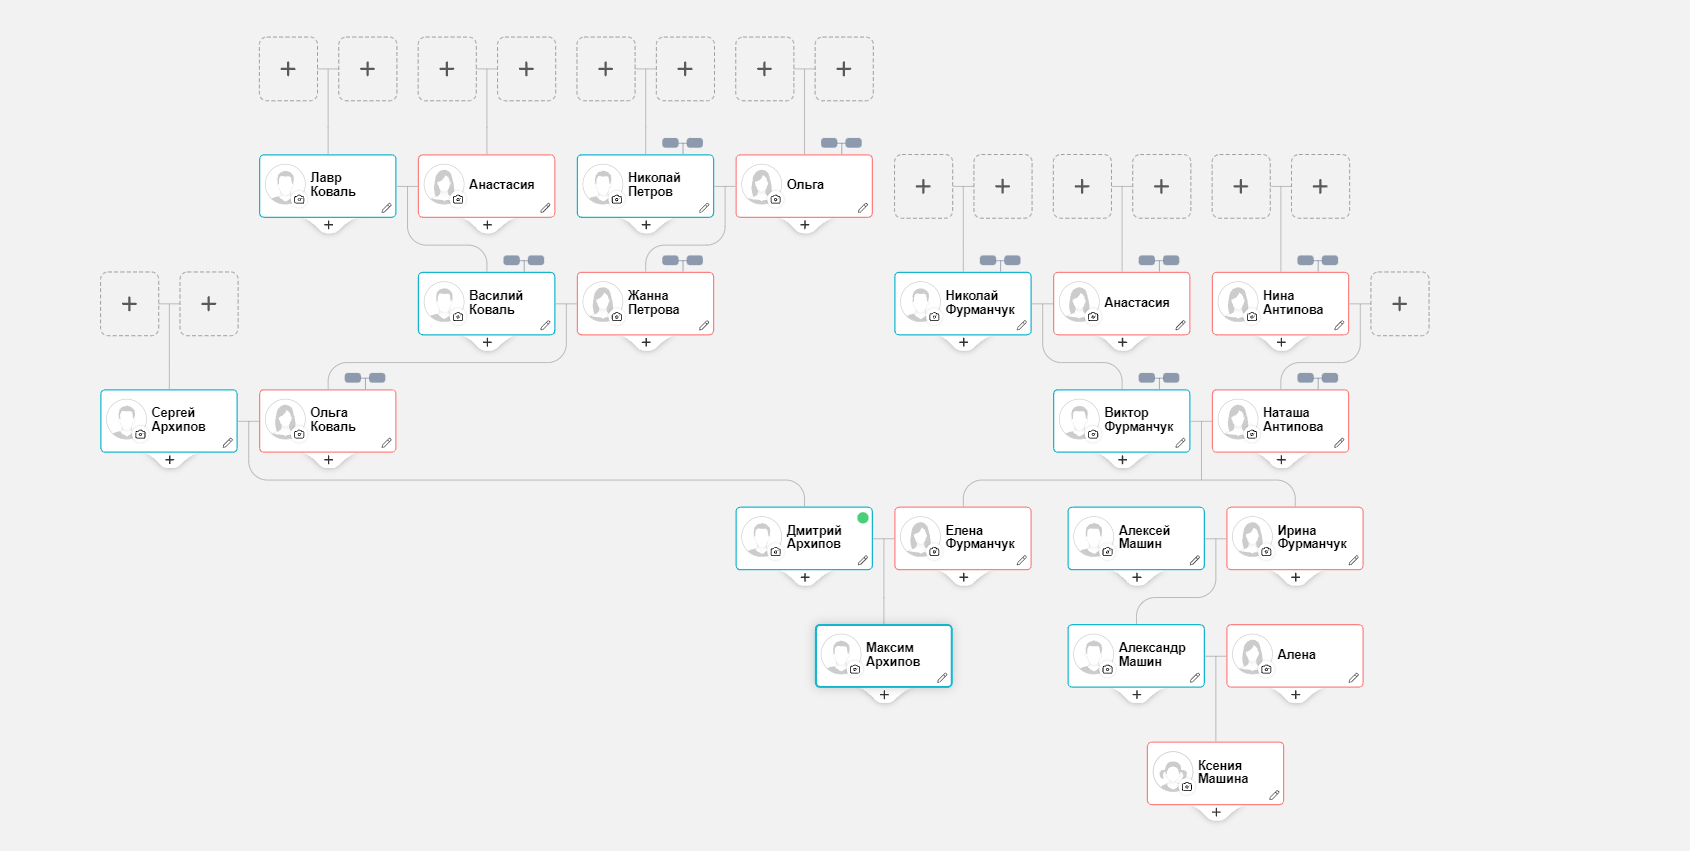 Лавр
Коваль
Анастасия
Николай
Петров
Ольга
Василий
Коваль
Жанна
Петрова
Николай
Фурманчук
Анастасия
Нина
Антипова
Сергей
Архипов
Ольга
Коваль
Виктор
Фурманчук
Наташа
Антипова
Дмитрий
Архипов
Елена
Фурманчук
Алексей
Машин
Ирина
Фурманчук
Максим
Архипов
Александр
Машин
Алена
Ксения
Машина